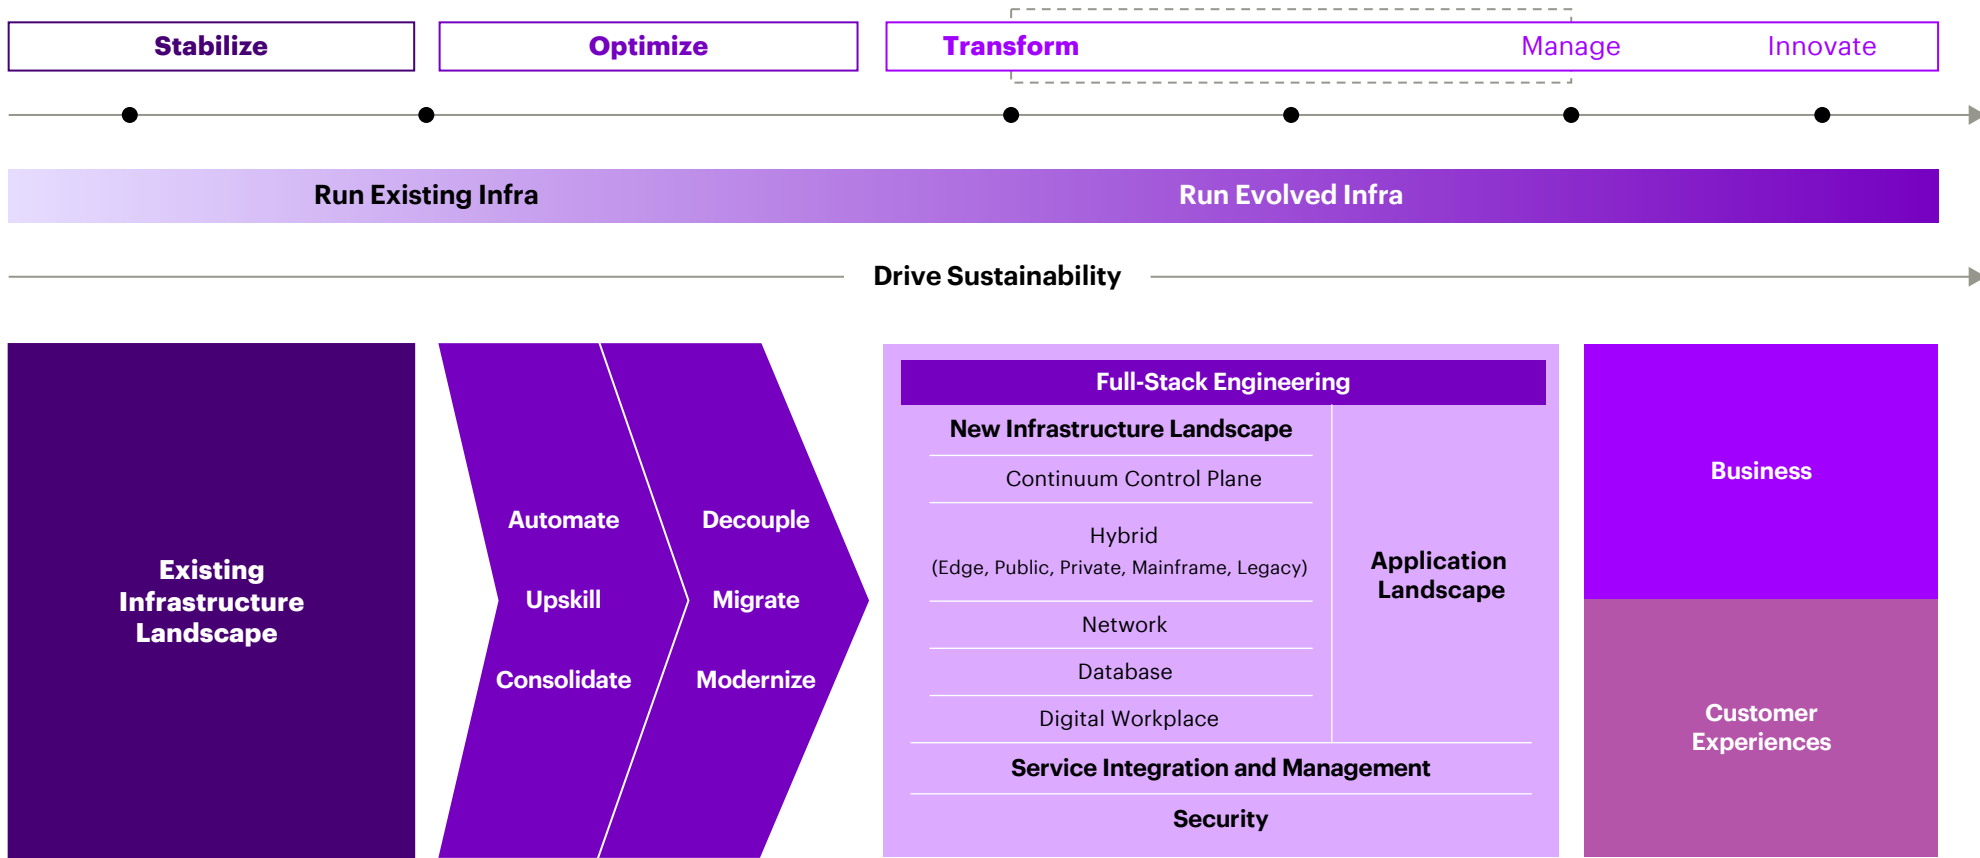 Stabilize
Optimize
Transform
Manage
Innovate
Run Existing Infra
Run Evolved Infra
Drive Sustainability
Existing
Infrastructure
Landscape
Automate
Upskill
Consolidate
Decouple
Migrate
Modernize
Full-Stack Engineering
New Infrastructure Landscape
Continuum Control Plane
Hybrid
(Edge, Public, Private, Mainframe, Legacy)
Network
Database
Digital Workplace
Application
Landscape
Service Integration and Management
Security
Business
Customer
Experiences